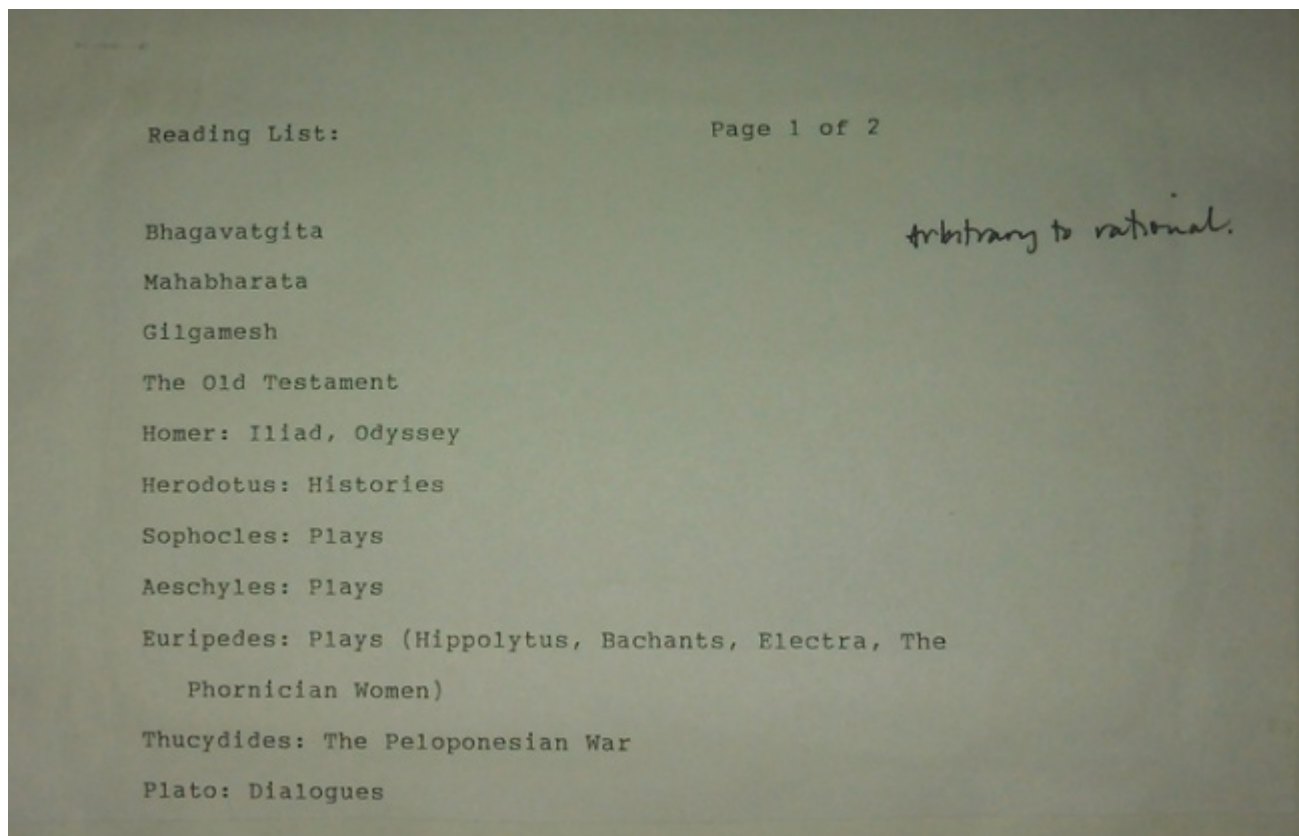 Reading List: Page 1 of 2
Bhagavatgita
arbitrary to rational.
Mahabharata
Gilgamesh
The Old Testament
Homer: Iliad, Odyssey
Herodotus: Histories
Sophocles: Plays
Aeschyles: Plays
Euripedes: Plays (Hippolytus, Bachants, Electra, The
Phornician Women)
Thucydides: The Peloponesian War
Plato: Dialogues